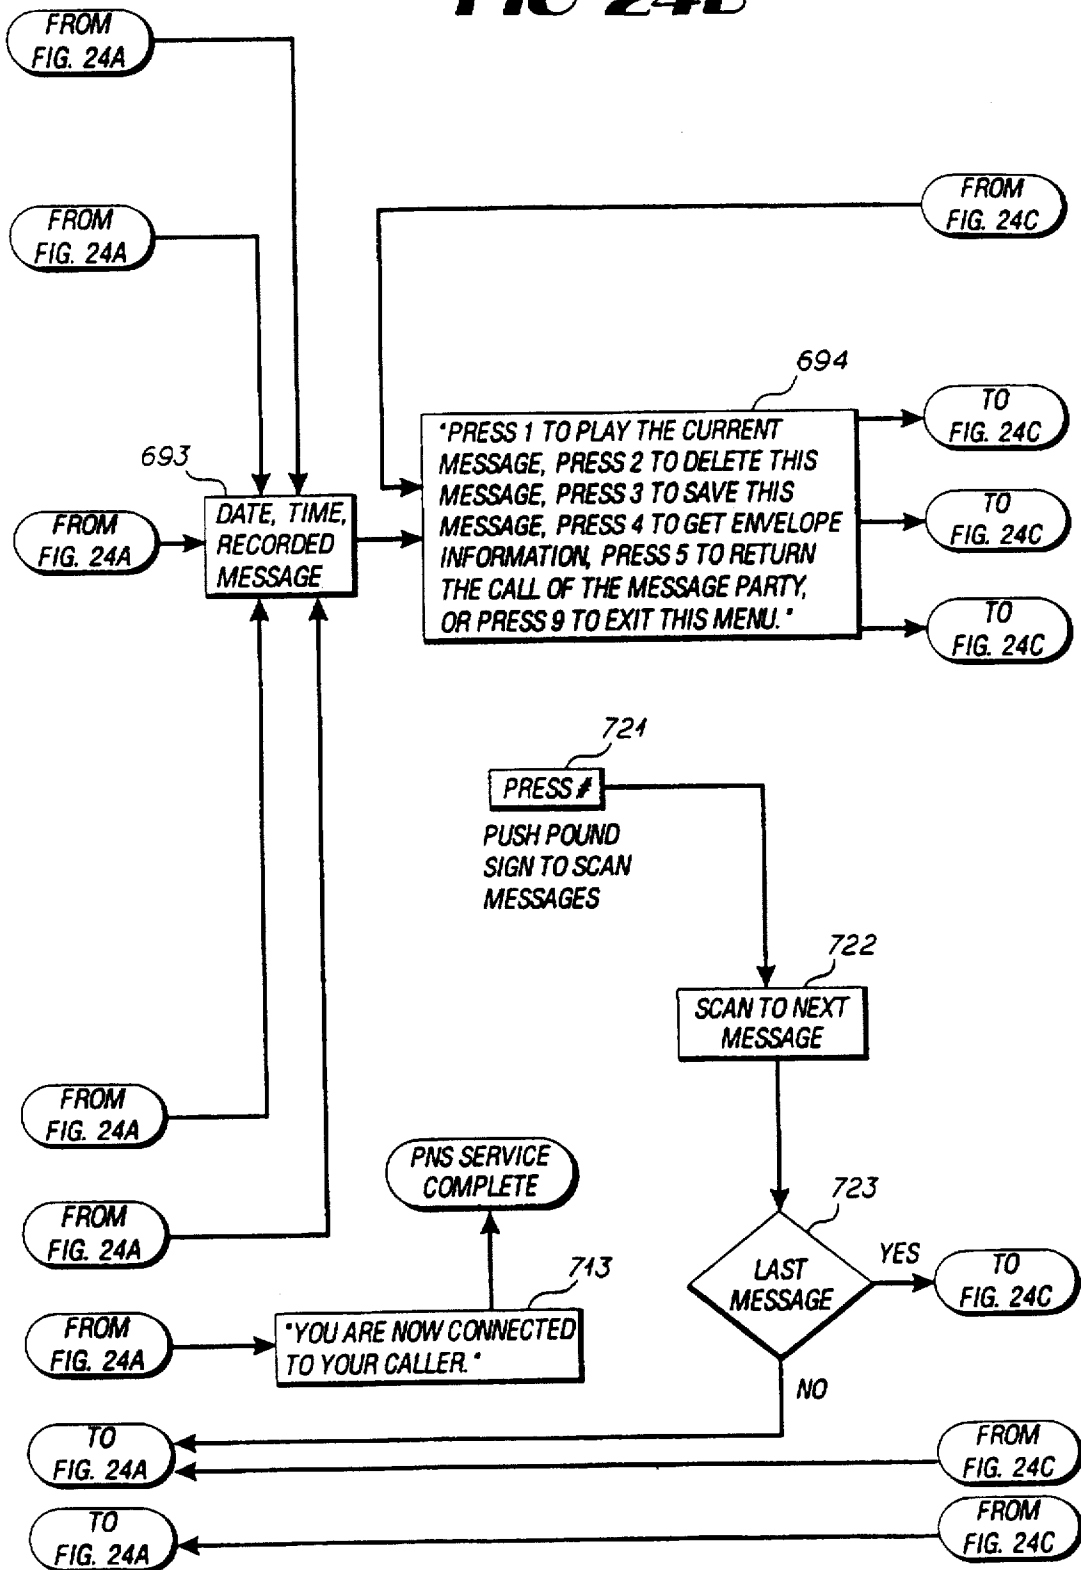 FIG 24B
FROM
FIG. 24A
FROM
FIG. 24A
FROM
FIG. 24C
694
"PRESS 1 TO PLAY THE CURRENT
MESSAGE, PRESS 2 TO DELETE THIS
MESSAGE, PRESS 3 TO SAVE THIS
MESSAGE, PRESS 4 TO GET ENVELOPE
INFORMATION, PRESS 5 TO RETURN
THE CALL OF THE MESSAGE PARTY,
OR PRESS 9 TO EXIT THIS MENU."
TO
FIG. 24C
TO
FIG. 24C
TO
FIG. 24C
693
FROM
FIG. 24A
DATE, TIME,
RECORDED
MESSAGE
721
PRESS #
PUSH POUND
SIGN TO SCAN
MESSAGES
722
SCAN TO NEXT
MESSAGE
FROM
FIG. 24A
PNS SERVICE
COMPLETE
723
LAST
MESSAGE
YES
TO
FIG. 24C
NO
FROM
FIG. 24A
713
FROM
FIG. 24A
"YOU ARE NOW CONNECTED
TO YOUR CALLER."
TO
FIG. 24A
FROM
FIG. 24C
TO
FIG. 24A
FROM
FIG. 24C